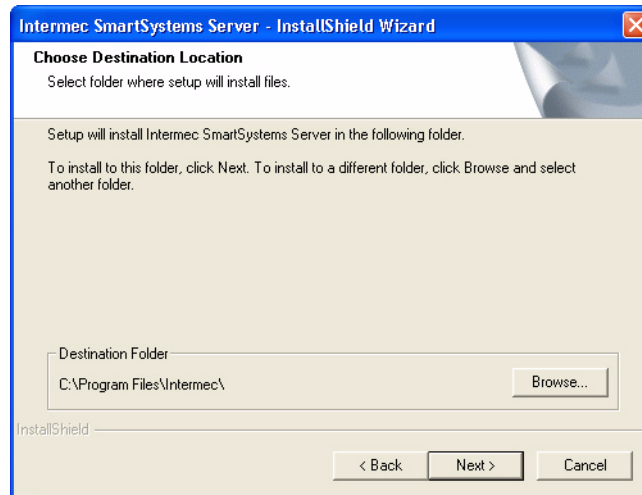 Intermec SmartSystems Server - InstallShield Wizard
Choose Destination Location
Select folder where setup will install files.
Setup will install Intermec SmartSystems Server in the following folder.
To install to this folder, click Next. To install to a different folder, click Browse and select
another folder.
Destination Folder
C:\Program Files\Intermec\
Browse...
InstallShield
< Back
Next >
Cancel